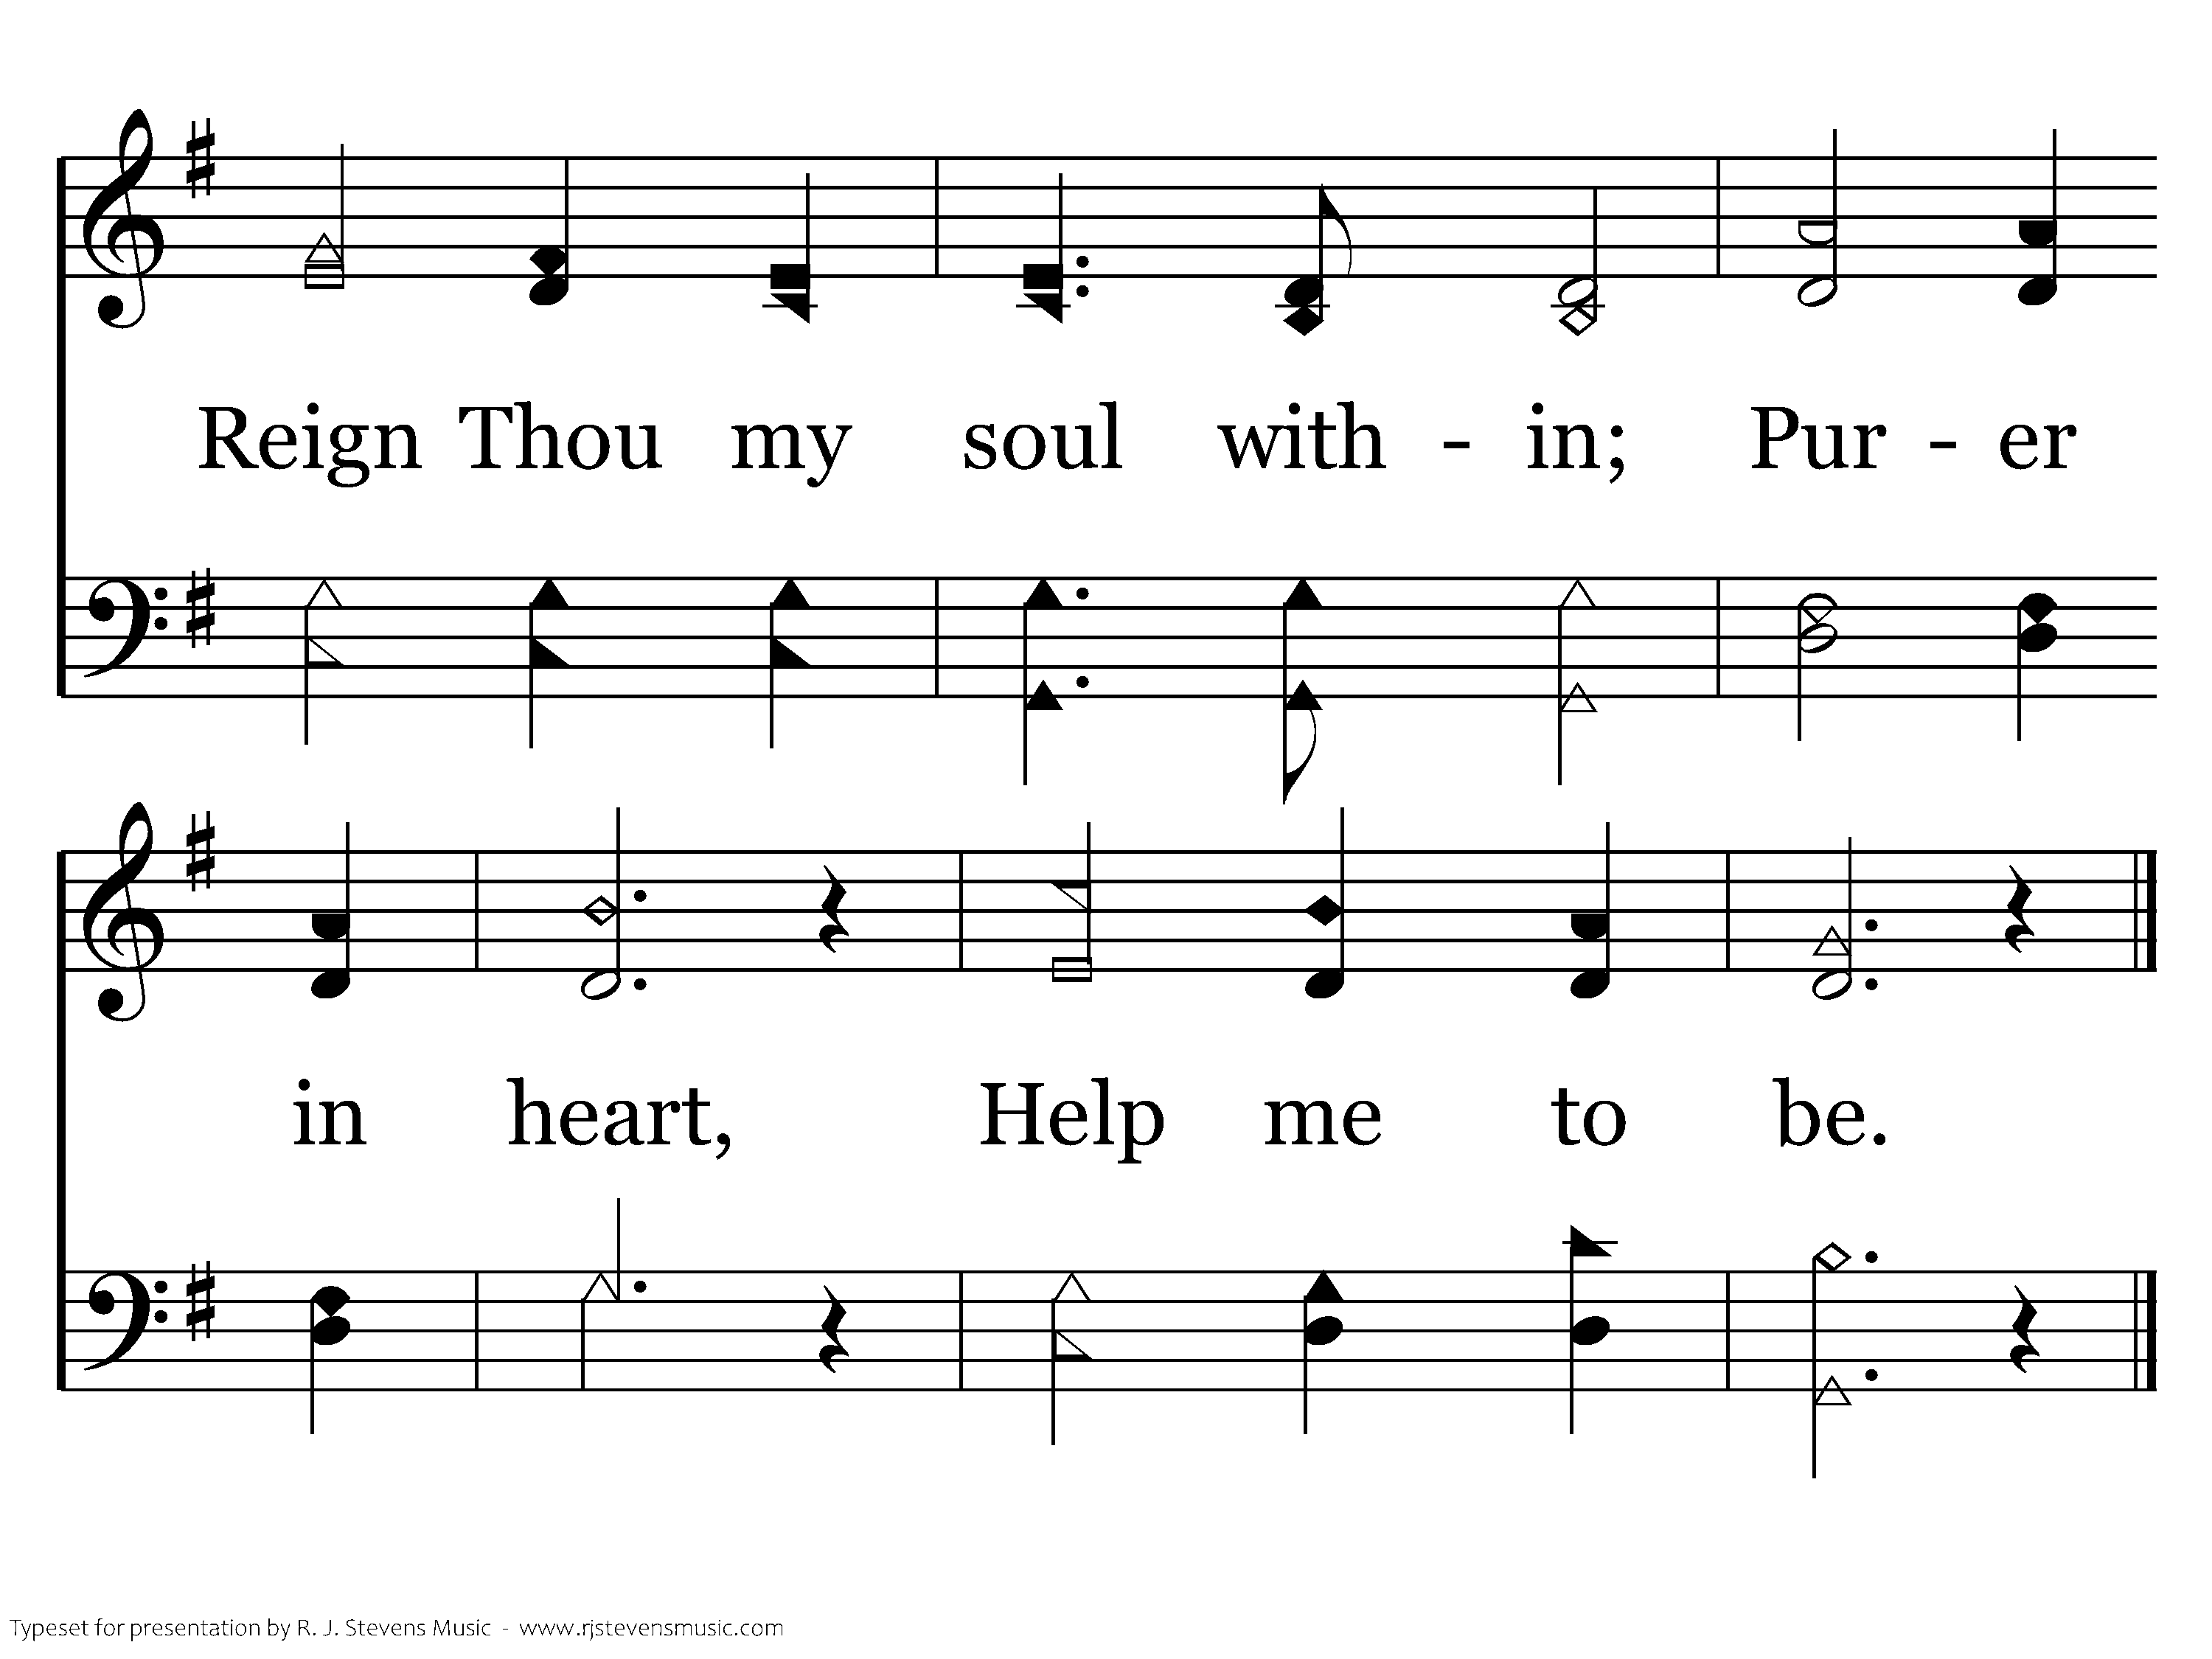 Reign Thou my soul with - in; Pur - er
in heart, Help me to be.
Typeset for presentation by R. J. Stevens Music - www.rjstevensmusic.com